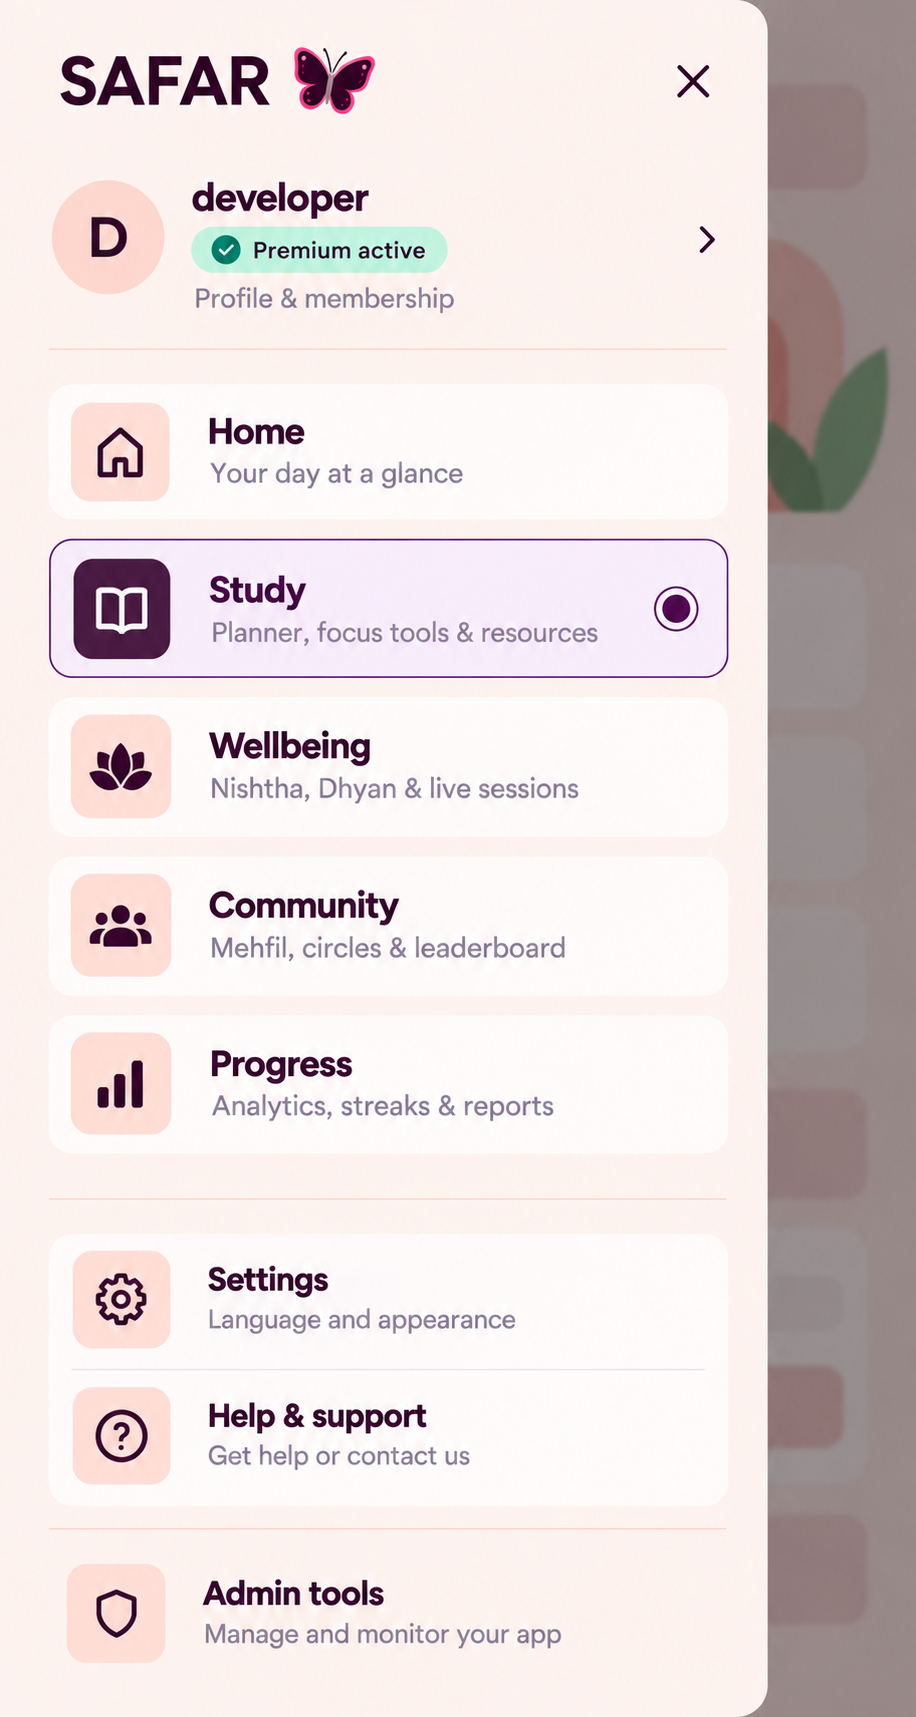 SAFAR
D
developer
Premium active
Profile & membership
Home
Your day at a glance
Study
Planner, focus tools & resources
Wellbeing
Nishtha, Dhyan & live sessions
Community
Mehfil, circles & leaderboard
Progress
Analytics, streaks & reports
Settings
Language and appearance
?
Help & support
Get help or contact us
Admin tools
Manage and monitor your app